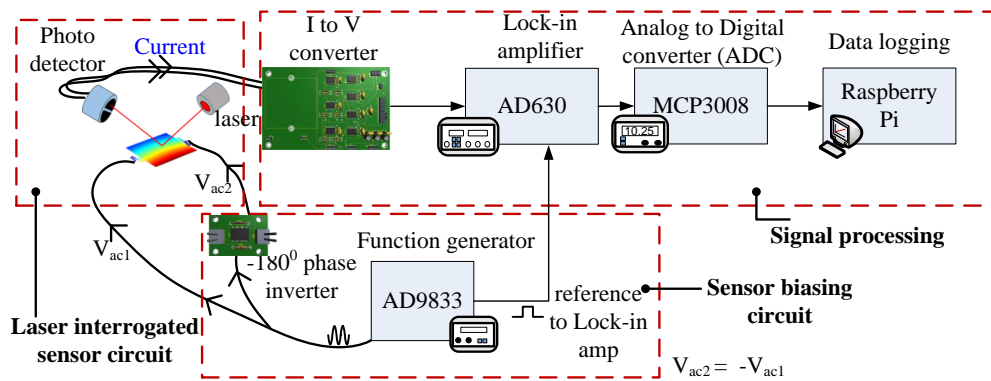 Photo
detector
Current
laser
I to V
converter
Lock-in
amplifier
AD630
Analog to Digital
converter (ADC)
MCP3008
10.25
Data logging
Raspberry
Pi
Vac2
Vac1
-180⁰ phase
inverter
Function generator
AD9833
reference
to Lock-in
amp
Signal processing
Sensor biasing
circuit
Laser interrogated
sensor circuit
Vac2 = -Vac1